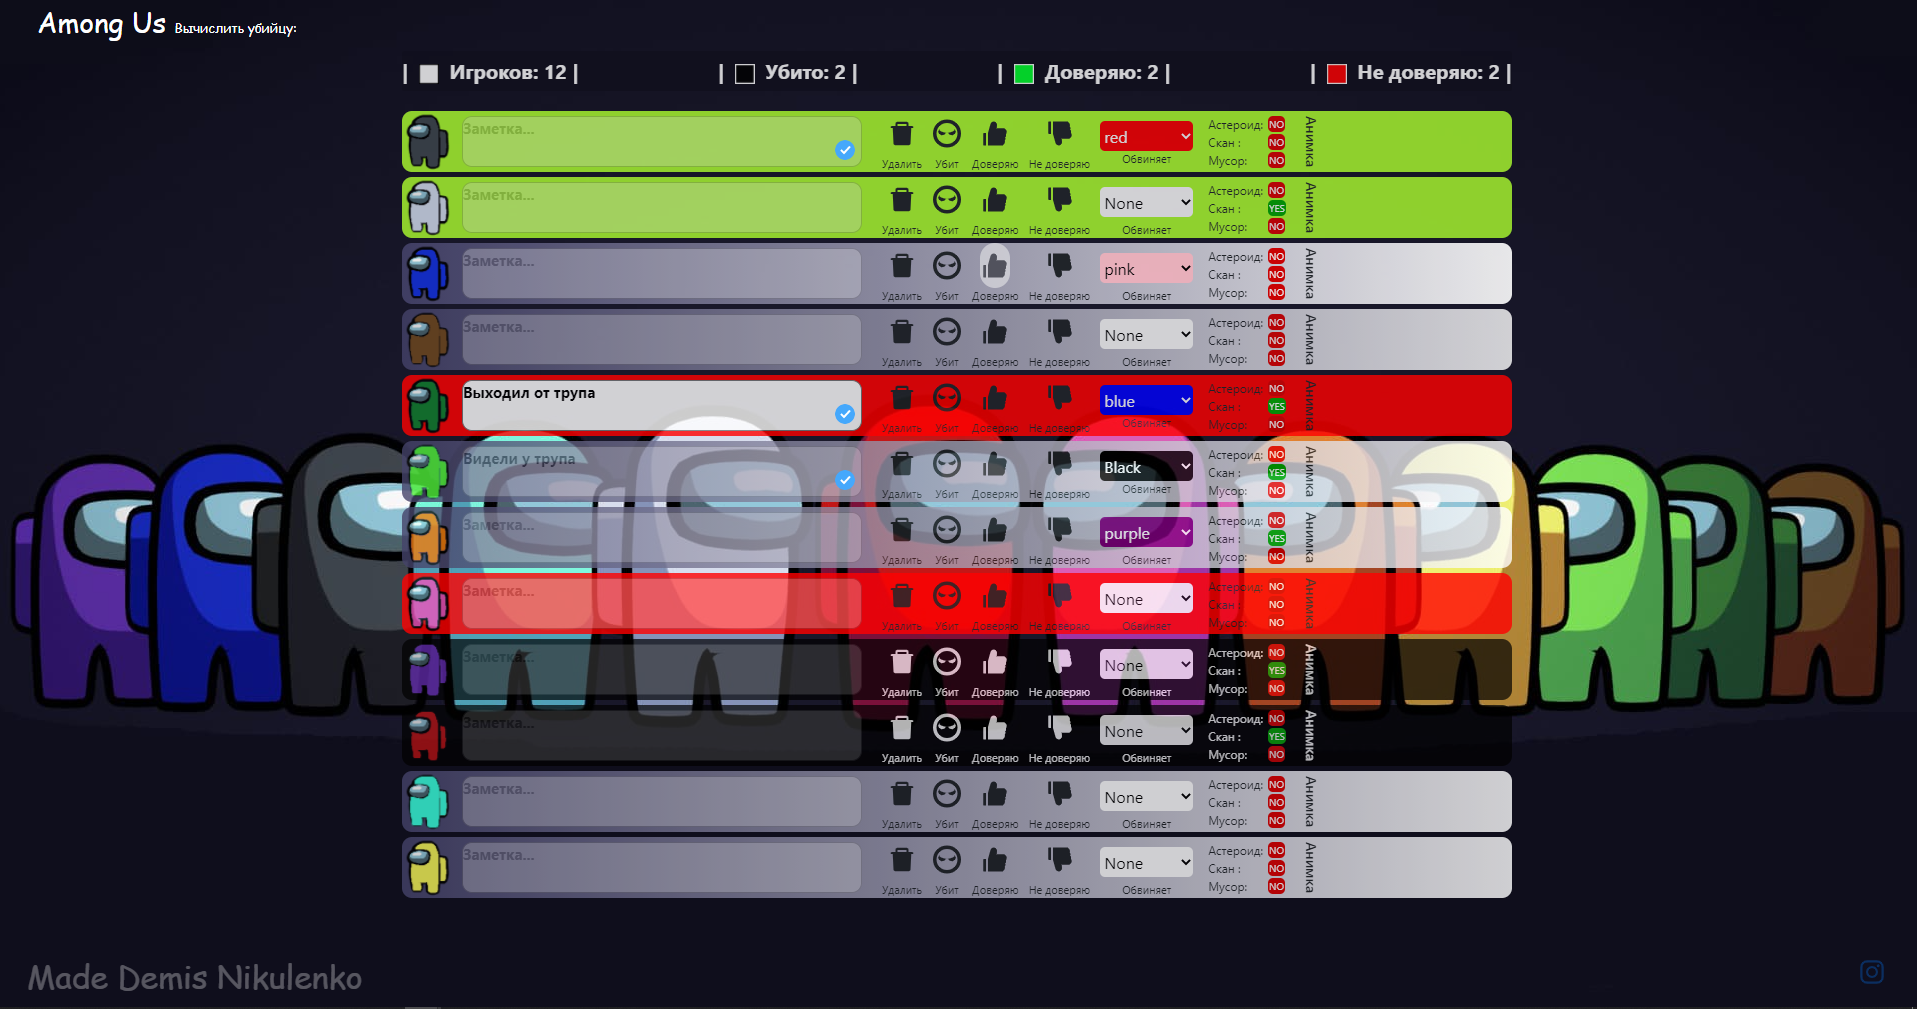 Among Us Вычислить убийцу:
| Игроков: 12 | | Убито: 2 | | Доверяю: 2 | | Не доверяю: 2 |
Заметка... red Астероид: NO
Скан : NO
Удалить Убит Доверяю Не доверяю Обвиняет Мусор: NO Анимка
Заметка... None Астероид: NO
Скан : YES
Удалить Убит Доверяю Не доверяю Обвиняет Мусор: NO Анимка
Заметка... pink Астероид: NO
Скан : NO
Удалить Убит Доверяю Не доверяю Обвиняет Мусор: NO Анимка
Заметка... None Астероид: NO
Скан : NO
Удалить Убит Доверяю Не доверяю Обвиняет Мусор: NO Анимка
Выходил от трупа blue Астероид: NO
Скан : YES
Удалить Убит Доверяю Не доверяю Обвиняет Мусор: NO Анимка
Видели у трупа Black Астероид: NO
Скан : YES
Удалить Убит Доверяю Не доверяю Обвиняет Мусор: NO Анимка
Заметка... purple Астероид: NO
Скан : YES
Удалить Убит Доверяю Не доверяю Обвиняет Мусор: NO Анимка
Заметка... None Астероид: NO
Скан : NO
Удалить Убит Доверяю Не доверяю Обвиняет Мусор: NO Анимка
Заметка... None Астероид: NO
Скан : YES
Удалить Убит Доверяю Не доверяю Обвиняет Мусор: NO Анимка
Заметка... None Астероид: NO
Скан : YES
Удалить Убит Доверяю Не доверяю Обвиняет Мусор: NO Анимка
Заметка... None Астероид: NO
Скан : NO
Удалить Убит Доверяю Не доверяю Обвиняет Мусор: NO Анимка
Заметка... None Астероид: NO
Скан : NO
Удалить Убит Доверяю Не доверяю Обвиняет Мусор: NO Анимка
Made Demis Nikulenko